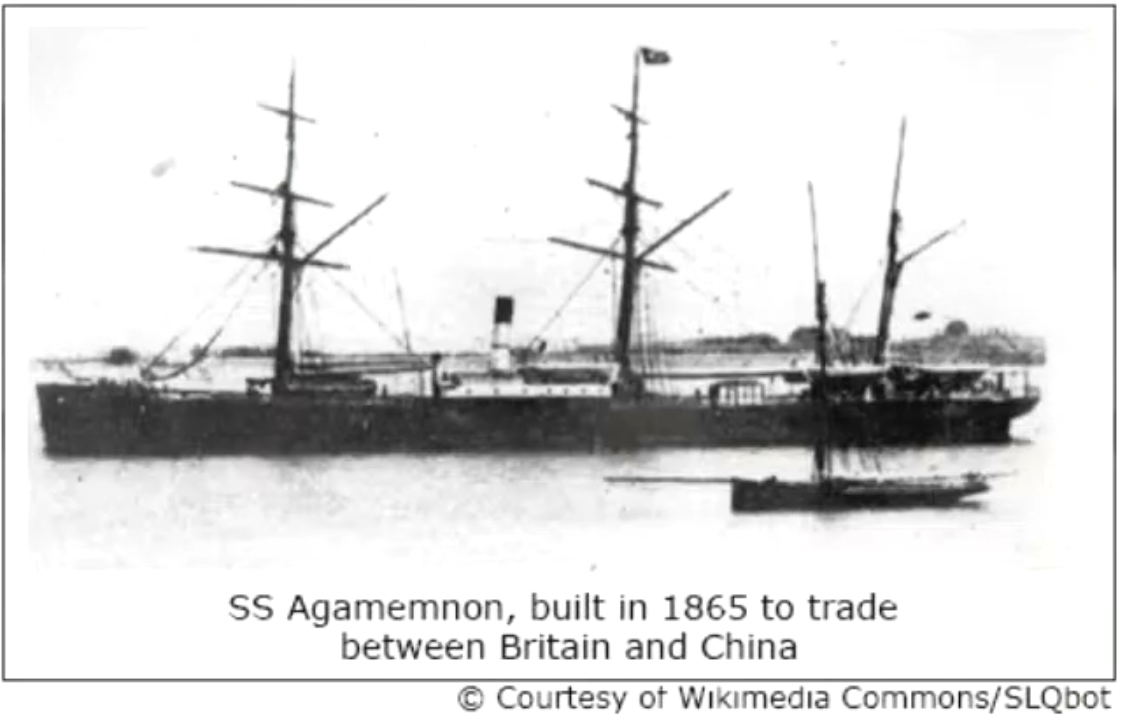 SS Agamemnon, built in 1865 to trade
between Britain and China
© Courtesy of Wikimedia Commons/SLQbot